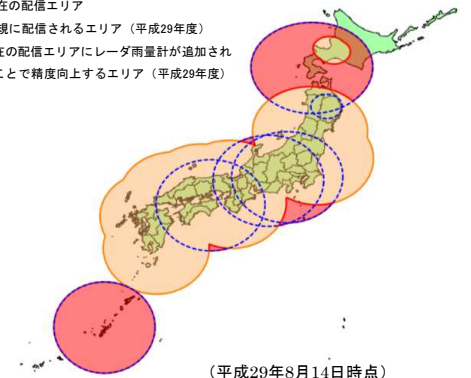 在の配信エリア
規に配信されるエリア（平成29年度）
在の配信エリアにレーダ雨量計が追加され
ことで精度向上するエリア（平成29年度）
（平成29年8月14日時点）